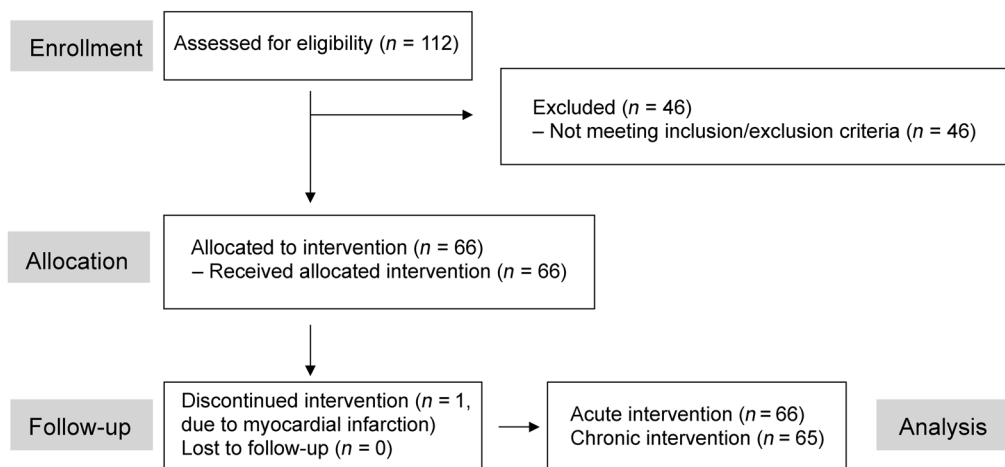 Enrollment
Assessed for eligibility (n = 112)
Excluded (n = 46)
– Not meeting inclusion/exclusion criteria (n = 46)
Allocation
Allocated to intervention (n = 66)
– Received allocated intervention (n = 66)
Follow-up
Discontinued intervention (n = 1,
due to myocardial infarction)
Lost to follow-up (n = 0)
Acute intervention (n = 66)
Chronic intervention (n = 65)
Analysis